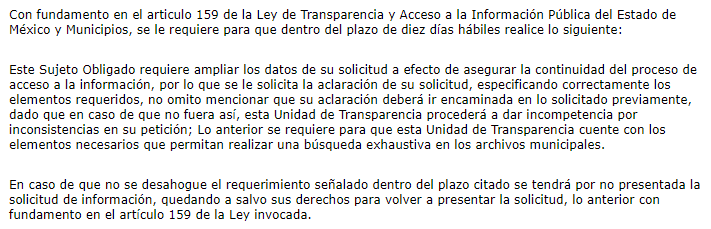 Con fundamento en el articulo 159 de la Ley de Transparencia y Acceso a la Información Pública del Estado de
México y Municipios, se le requiere para que dentro del plazo de diez días hábiles realice lo siguiente:
Este Sujeto Obligado requiere ampliar los datos de su solicitud a efecto de asegurar la continuidad del proceso de
acceso a la información, por lo que se le solicita la aclaración de su solicitud, especificando correctamente los
elementos requeridos, no omito mencionar que su aclaración deberá ir encaminada en lo solicitado previamente,
dado que en caso de que no fuera así, esta Unidad de Transparencia procederá a dar incompetencia por
inconsistencias en su petición; Lo anterior se requiere para que esta Unidad de Transparencia cuente con los
elementos necesarios que permitan realizar una búsqueda exhaustiva en los archivos municipales.
En caso de que no se desahogue el requerimiento señalado dentro del plazo citado se tendrá por no presentada la
solicitud de información, quedando a salvo sus derechos para volver a presentar la solicitud, lo anterior con
fundamento en el artículo 159 de la Ley invocada.